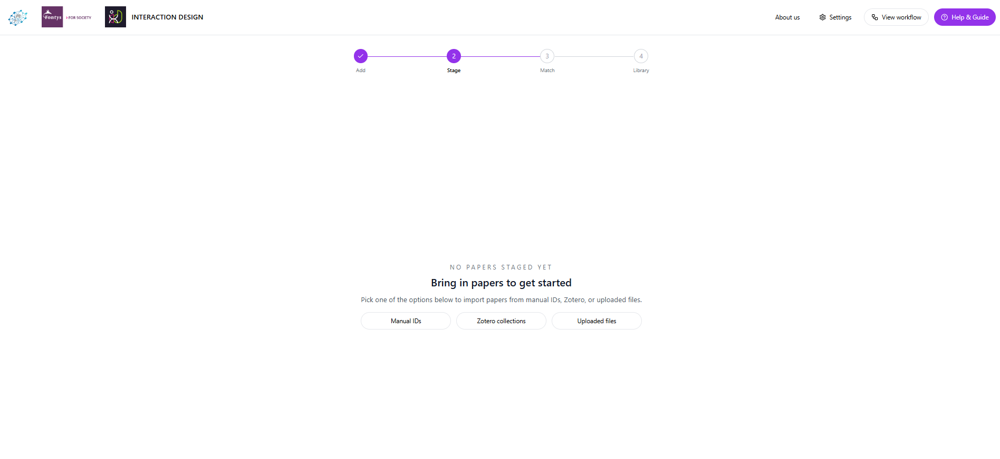 Fontys
FOR SOCIETY
INTERACTION DESIGN
About us
Settings
View workflow
Help & Guide
2
3
4
Add
Stage
Match
Library
NO PAPERS STAGED YET
Bring in papers to get started
Pick one of the options below to import papers from manual IDs, Zotero, or uploaded files.
Manual IDs
Zotero collections
Uploaded files